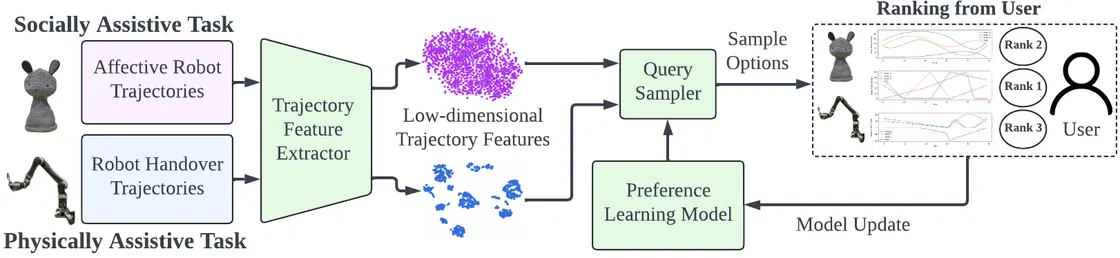 Socially Assistive Task
Affective Robot
Trajectories
Robot Handover
Trajectories
Physically Assistive Task
Trajectory
Feature
Extractor
Low-dimensional
Trajectory Features
Query
Sampler
Preference
Learning Model
Sample
Options
Ranking from User
Rank 2
Rank 1
Rank 3
User
Model Update